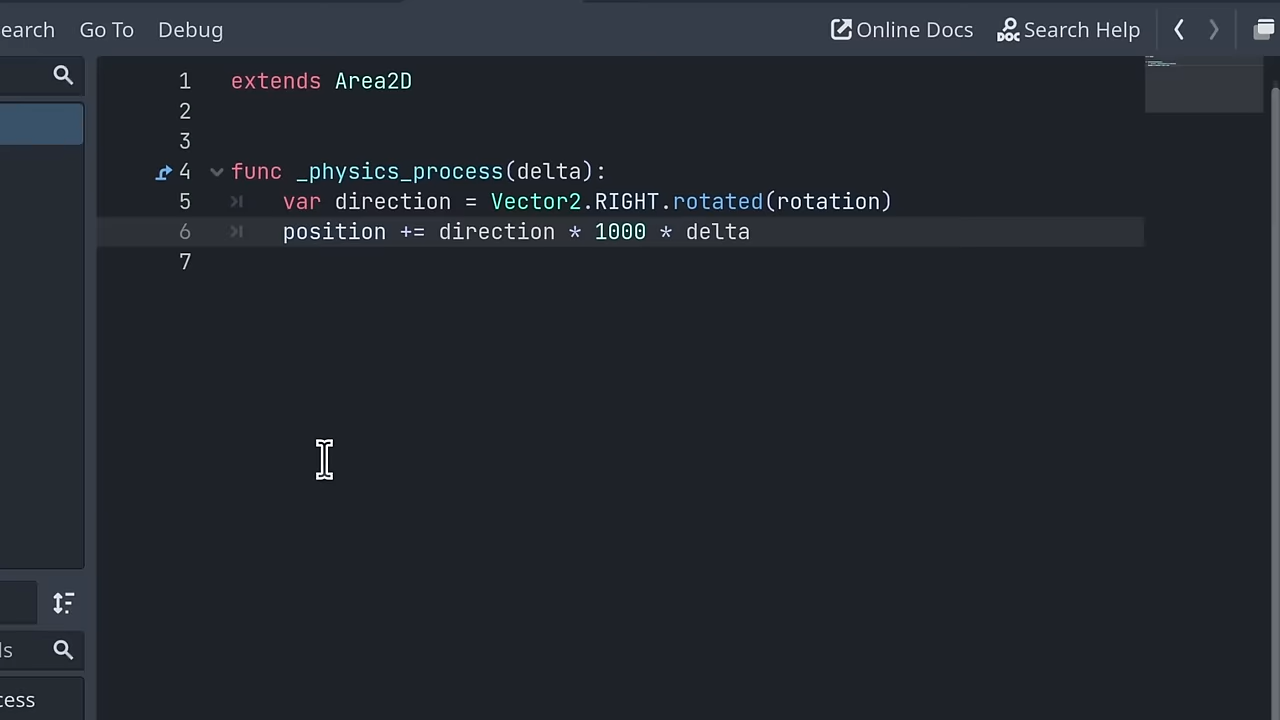 earch Go To Debug Online Docs Search Help
1 extends Area2D
2
3
4 func _physics_process(delta):
5 var direction = Vector2.RIGHT.rotated(rotation)
6 position += direction * 1000 * delta
7
ls
cess